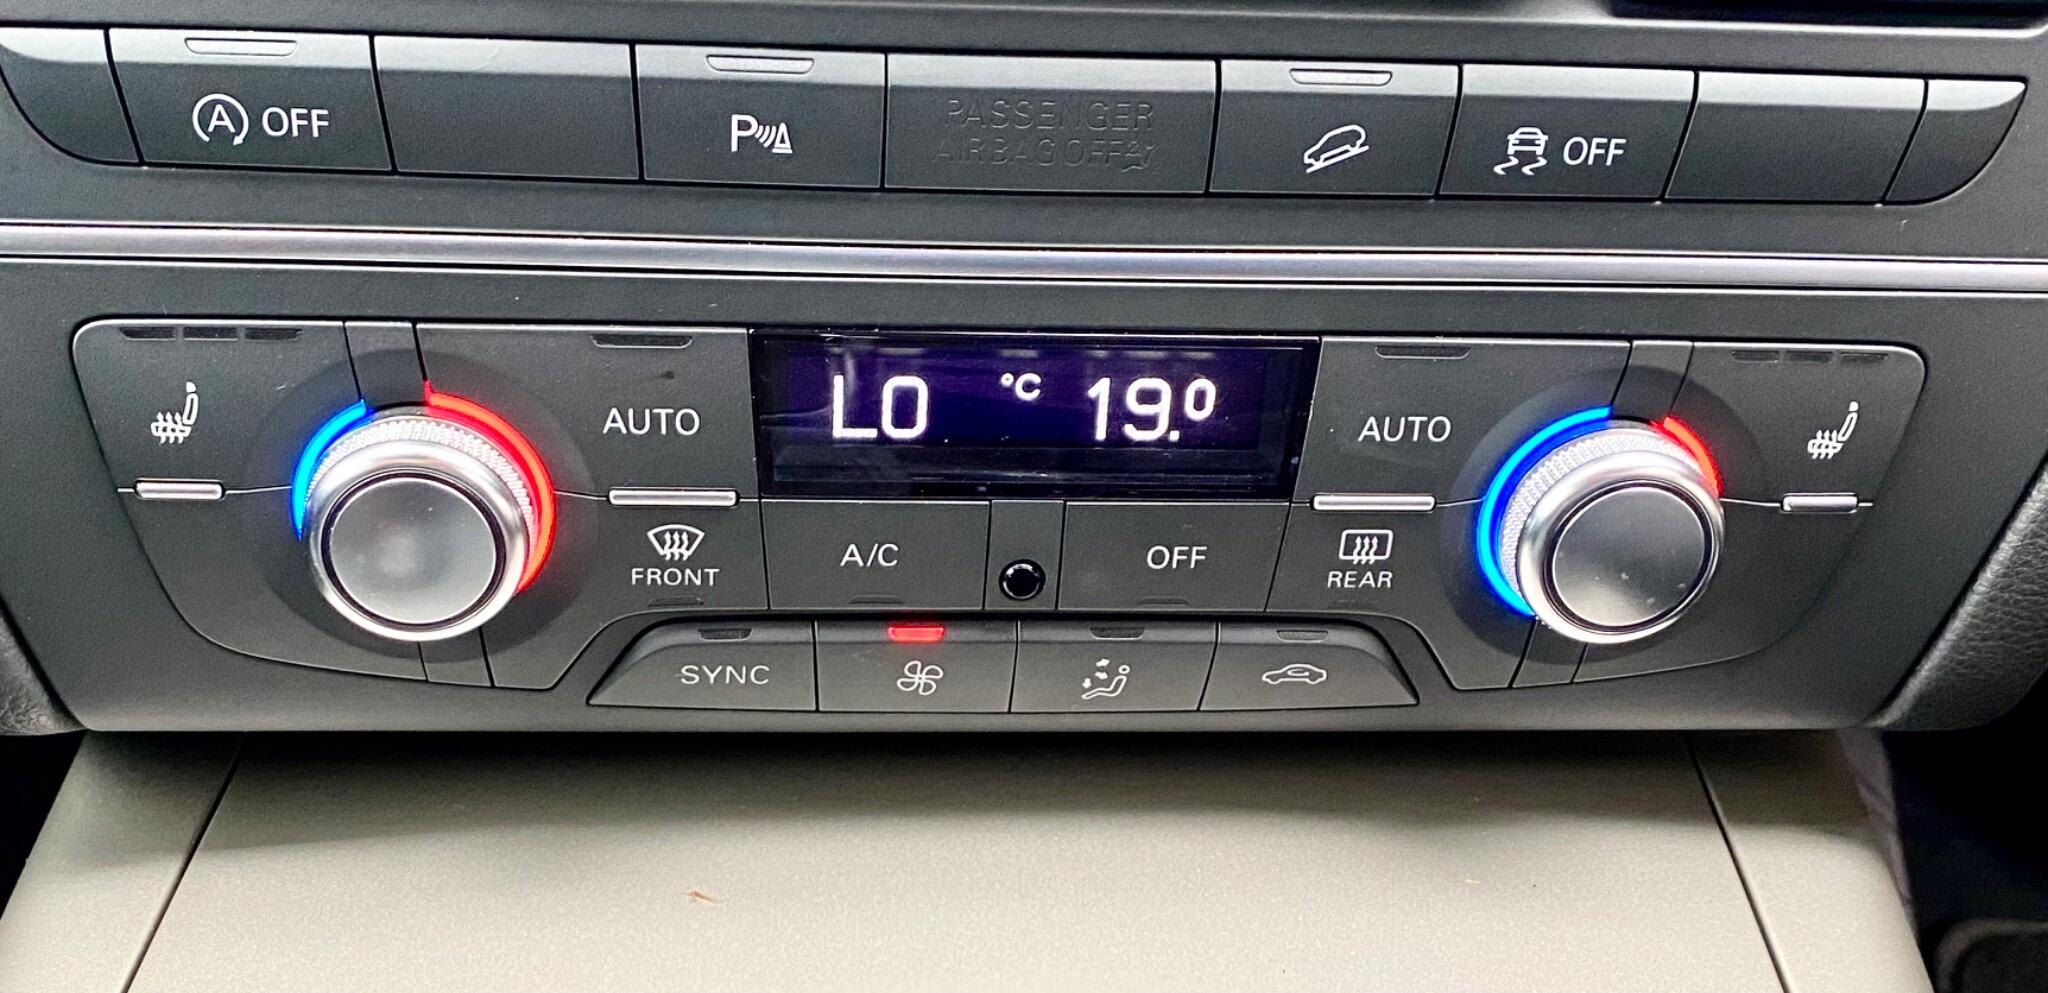 A OFF
P
PASSENGER
AIRBAG OFF
OFF
AUTO
LO °C 19.0
AUTO
FRONT
A/C
OFF
REAR
SYNC